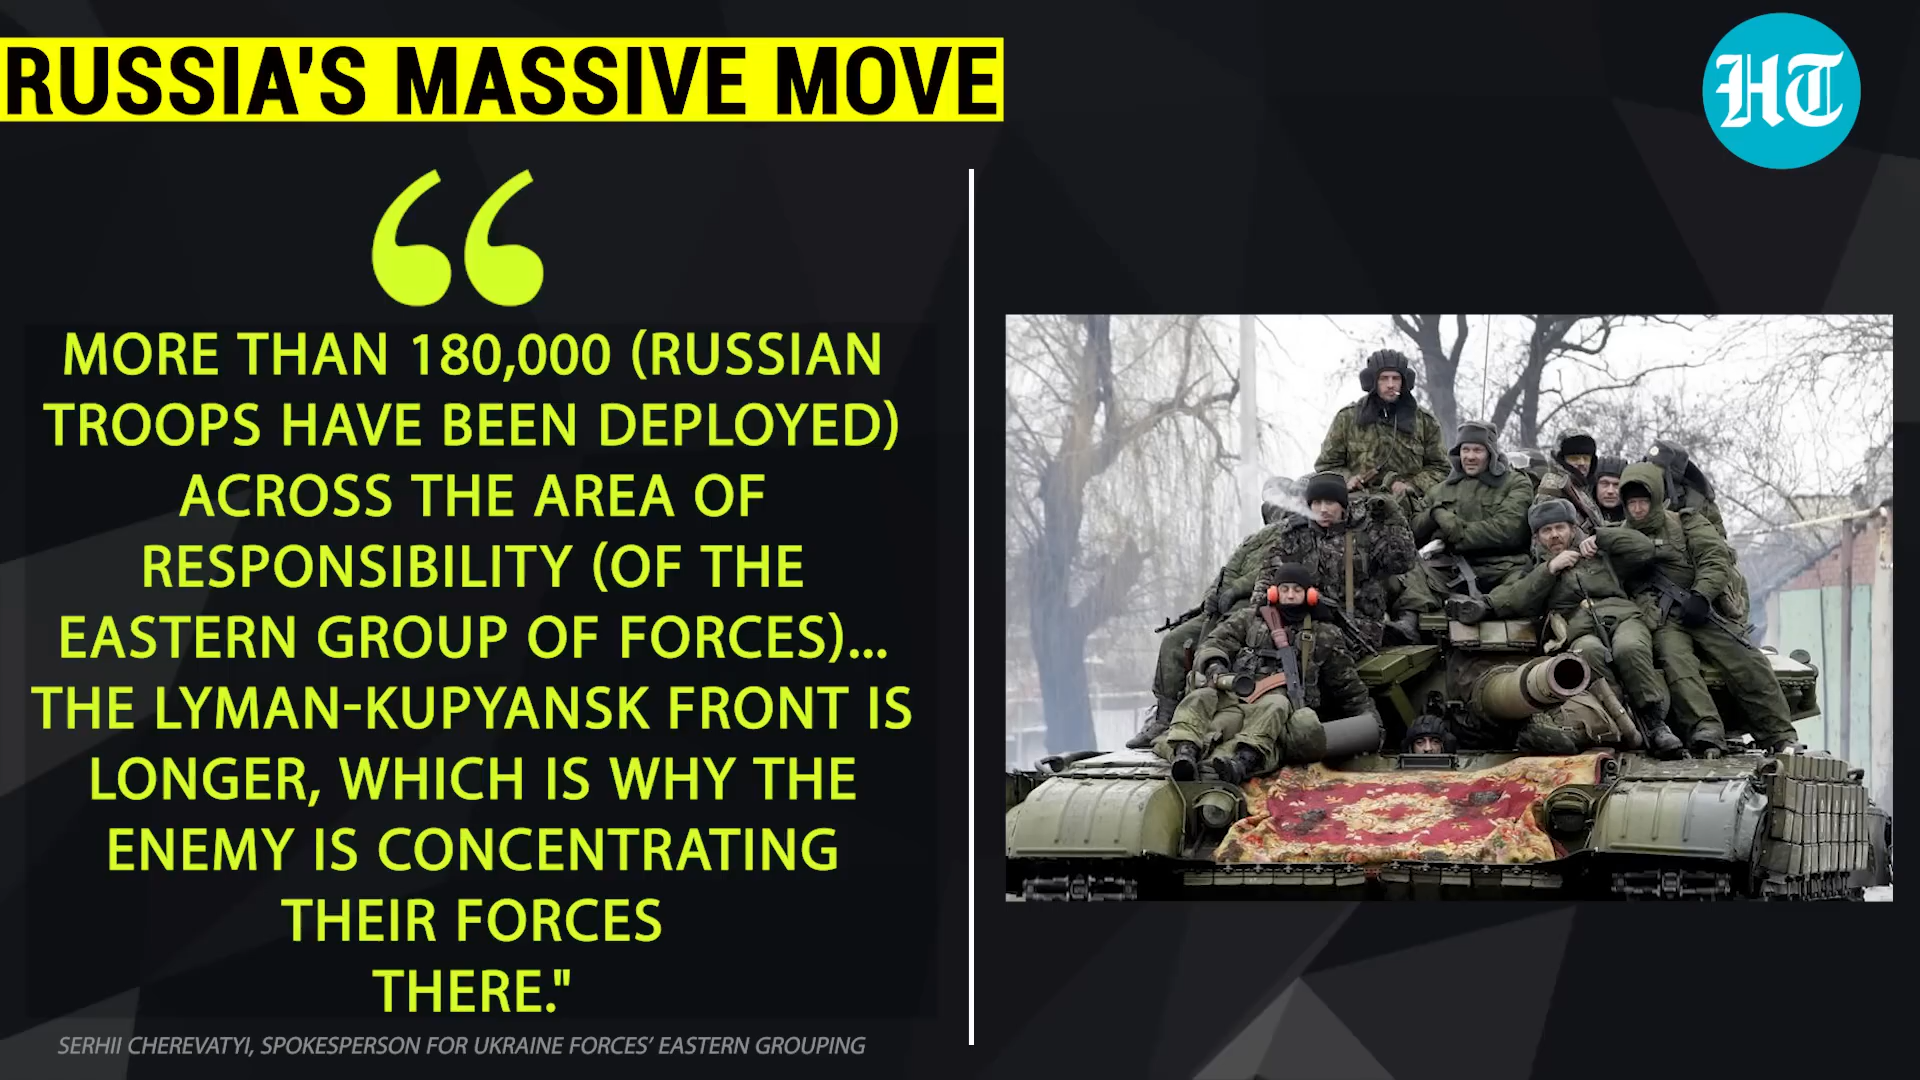 RUSSIA'S MASSIVE MOVE
HT
“
MORE THAN 180,000 (RUSSIAN
TROOPS HAVE BEEN DEPLOYED)
ACROSS THE AREA OF
RESPONSIBILITY (OF THE
EASTERN GROUP OF FORCES)...
THE LYMAN-KUPYANSK FRONT IS
LONGER, WHICH IS WHY THE
ENEMY IS CONCENTRATING
THEIR FORCES
THERE."
SERHII CHEREVATYI, SPOKESPERSON FOR UKRAINE FORCES’ EASTERN GROUPING